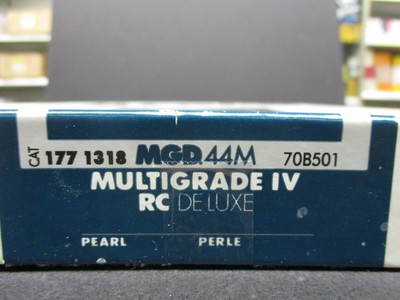 CAT 177 1318 MGD.44M 70B501
MULTIGRADE IV
RC DE LUXE
PEARL PERLE